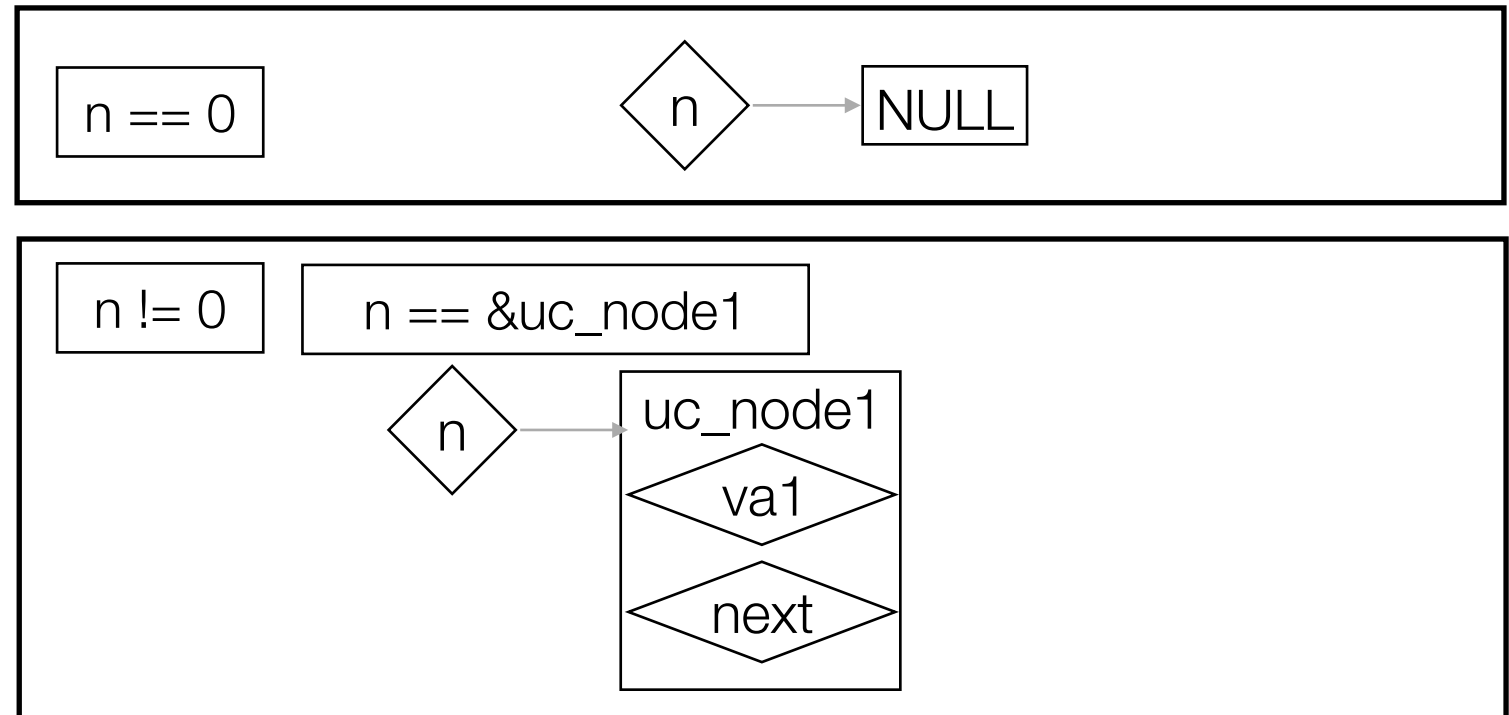 n == 0
n
NULL
n != 0
n == &uc_node1
n
uc_node1
va1
next